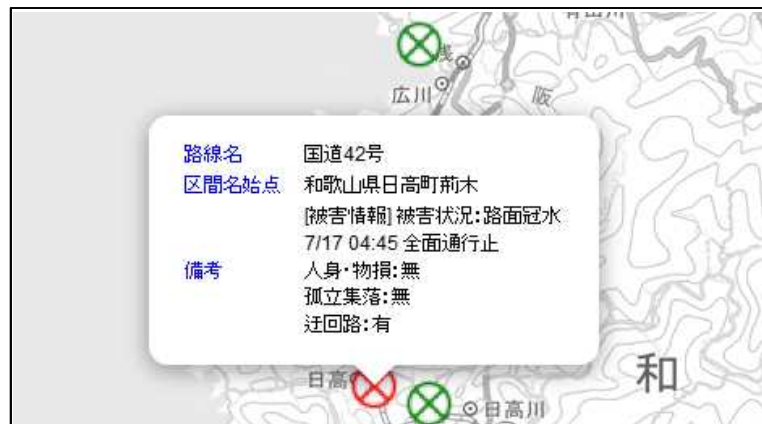 広川
阪
路線名 国道42号
区間名始点 和歌山県日高町荊木
[被害情報] 被害状況：路面冠水
7/17 04:45 全面通行止
備考 人身・物損：無
孤立集落：無
迂回路：有
日高
和
日高川